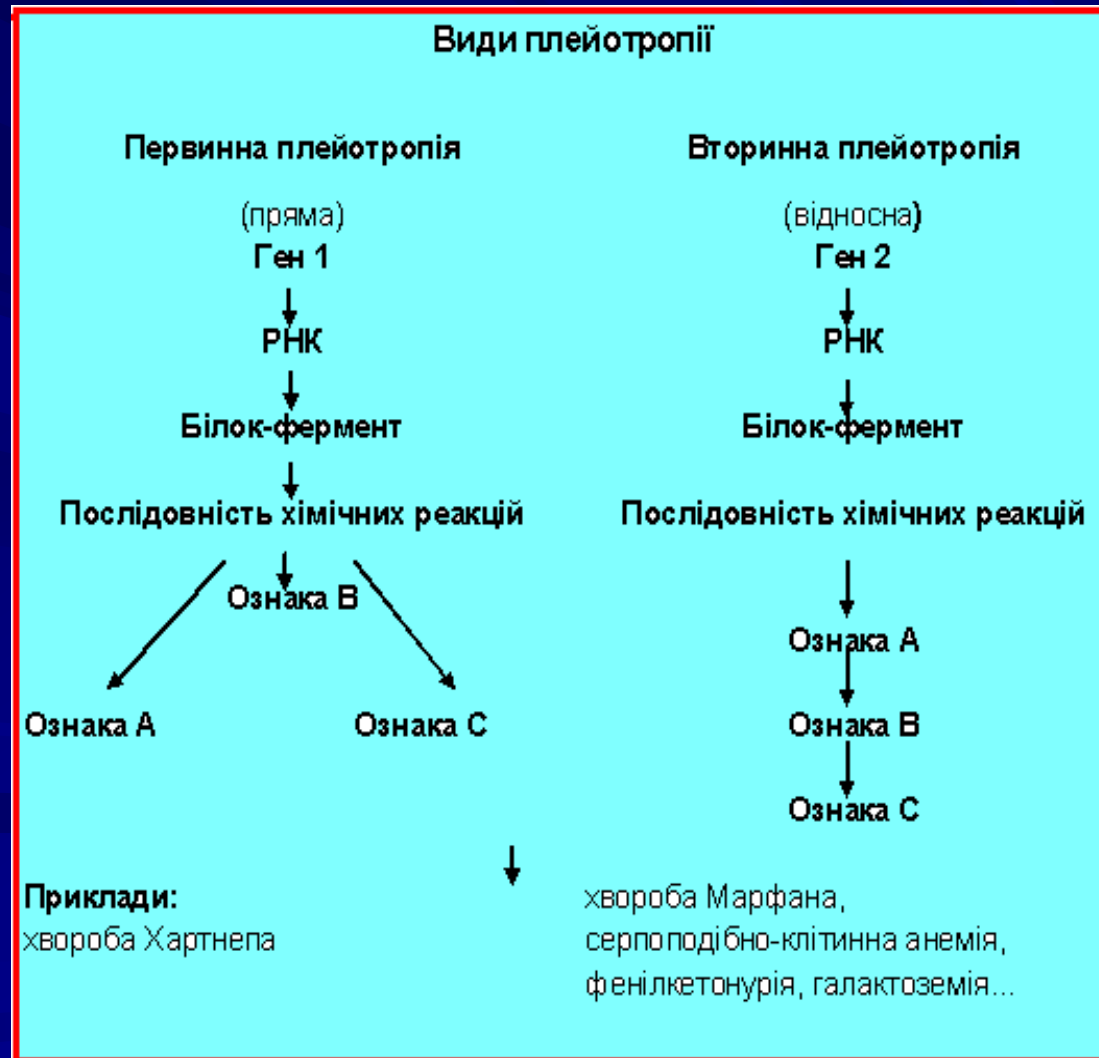 Види плейотропії
Первинна плейотропія
(пряма)
Ген 1
РНК
Білок-фермент
Послідовність хімічних реакцій
Ознака В
Ознака А
Ознака С
Вторинна плейотропія
(відносна)
Ген 2
РНК
Білок-фермент
Послідовність хімічних реакцій
Ознака А
Ознака В
Ознака С
Приклади:
хвороба Хартнепа
хвороба Марфана,
серпоподібно-клітинна анемія,
фенілкетонурія, галактоземія...